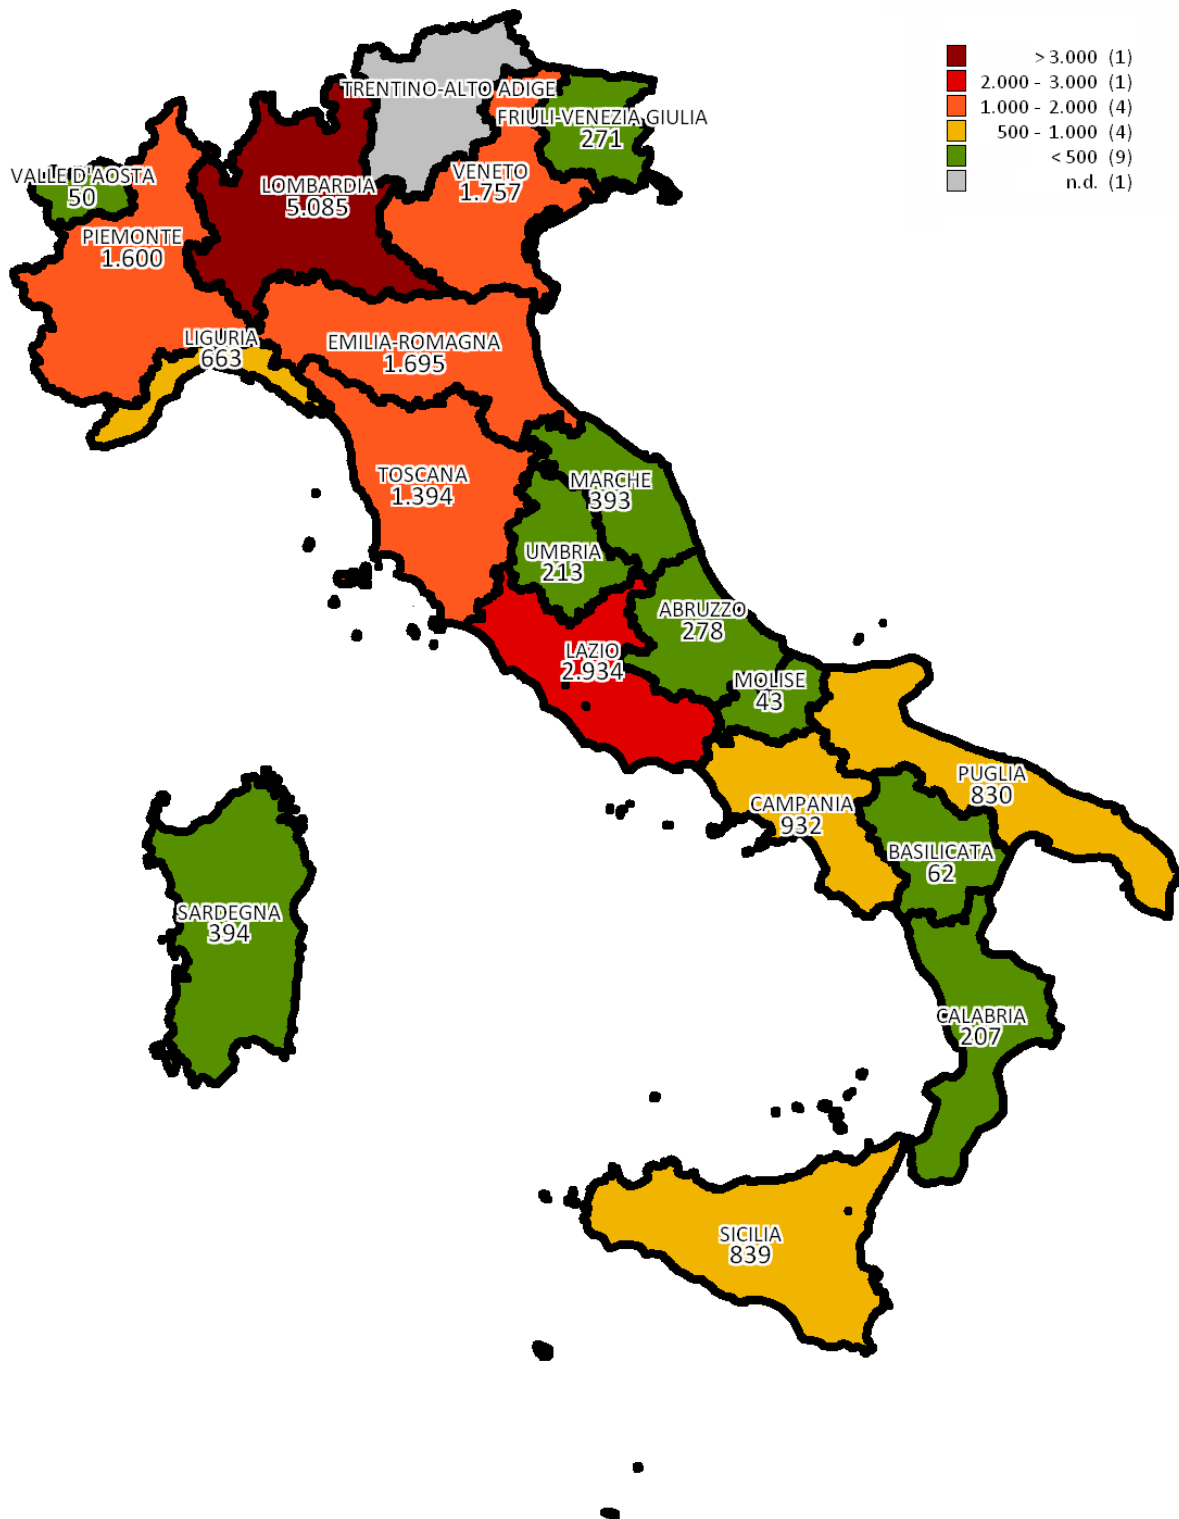 > 3.000 (1)
2.000 - 3.000 (1)
1.000 - 2.000 (4)
500 - 1.000 (4)
< 500 (9)
n.d. (1)
TRENTINO-ALTO ADIGE
FRIULI-VENEZIA GIULIA
271
VALLE D'AOSTA
50
LOMBARDIA
5.085
VENETO
1.757
PIEMONTE
1.600
LIGURIA
663
EMILIA-ROMAGNA
1.695
TOSCANA
1.394
MARCHE
393
UMBRIA
213
ABRUZZO
278
LAZIO
2.934
MOLISE
43
PUGLIA
830
CAMPANIA
932
BASILICATA
62
SARDEGNA
394
CALABRIA
207
SICILIA
839